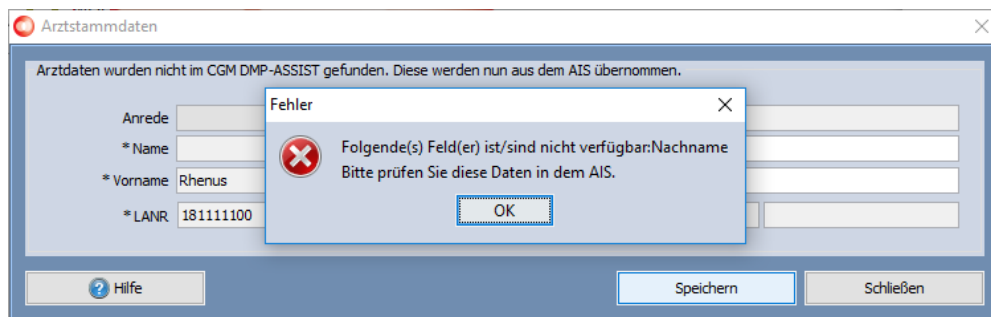 Arztstammdaten
Arztdaten wurden nicht im CGM DMP-ASSIST gefunden. Diese werden nun aus dem AIS übernommen.
Anrede
* Name
* Vorname Rhenus
* LANR 181111100
Fehler
Folgende(s) Feld(er) ist/sind nicht verfügbar:Nachname
Bitte prüfen Sie diese Daten in dem AIS.
OK
Hilfe
Speichern
Schließen